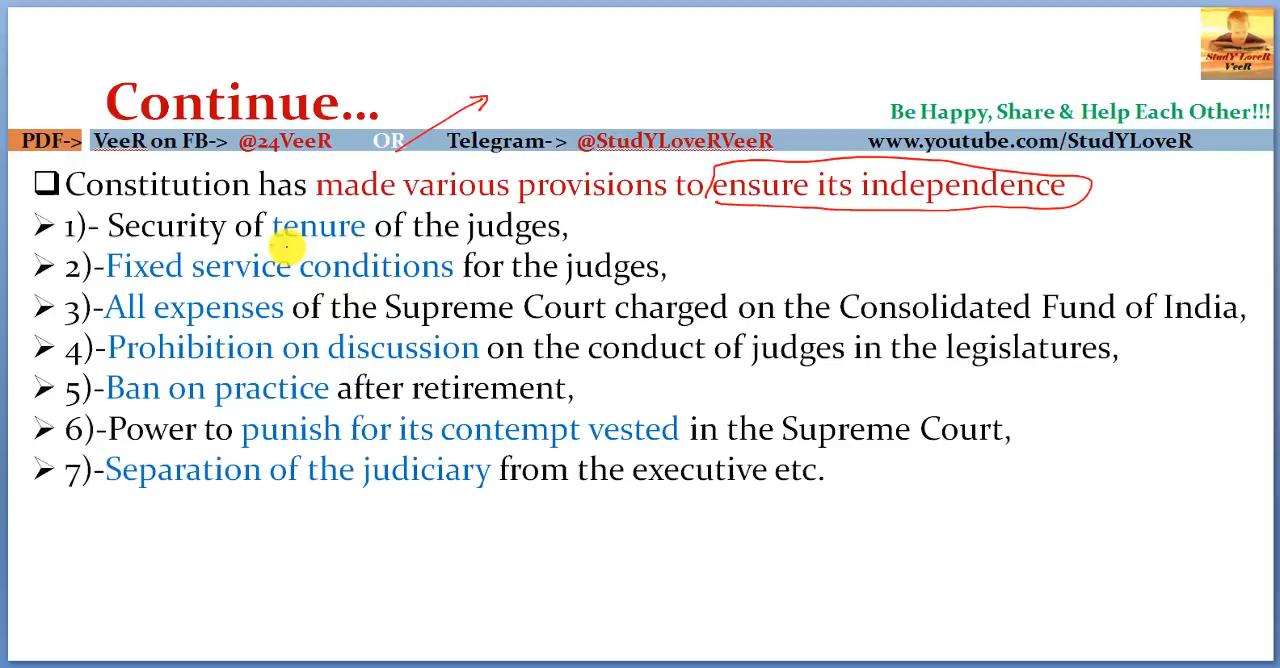 StudY LoveR
VeeR
Continue...
Be Happy, Share & Help Each Other!!!
PDF-> VeeR on FB-> @24VeeR OR Telegram-> @StudYLoveRVeeR www.youtube.com/StudYLoveR
Constitution has made various provisions to ensure its independence
1)- Security of tenure of the judges,
2)-Fixed service conditions for the judges,
3)-All expenses of the Supreme Court charged on the Consolidated Fund of India,
4)-Prohibition on discussion on the conduct of judges in the legislatures,
5)-Ban on practice after retirement,
6)-Power to punish for its contempt vested in the Supreme Court,
7)-Separation of the judiciary from the executive etc.